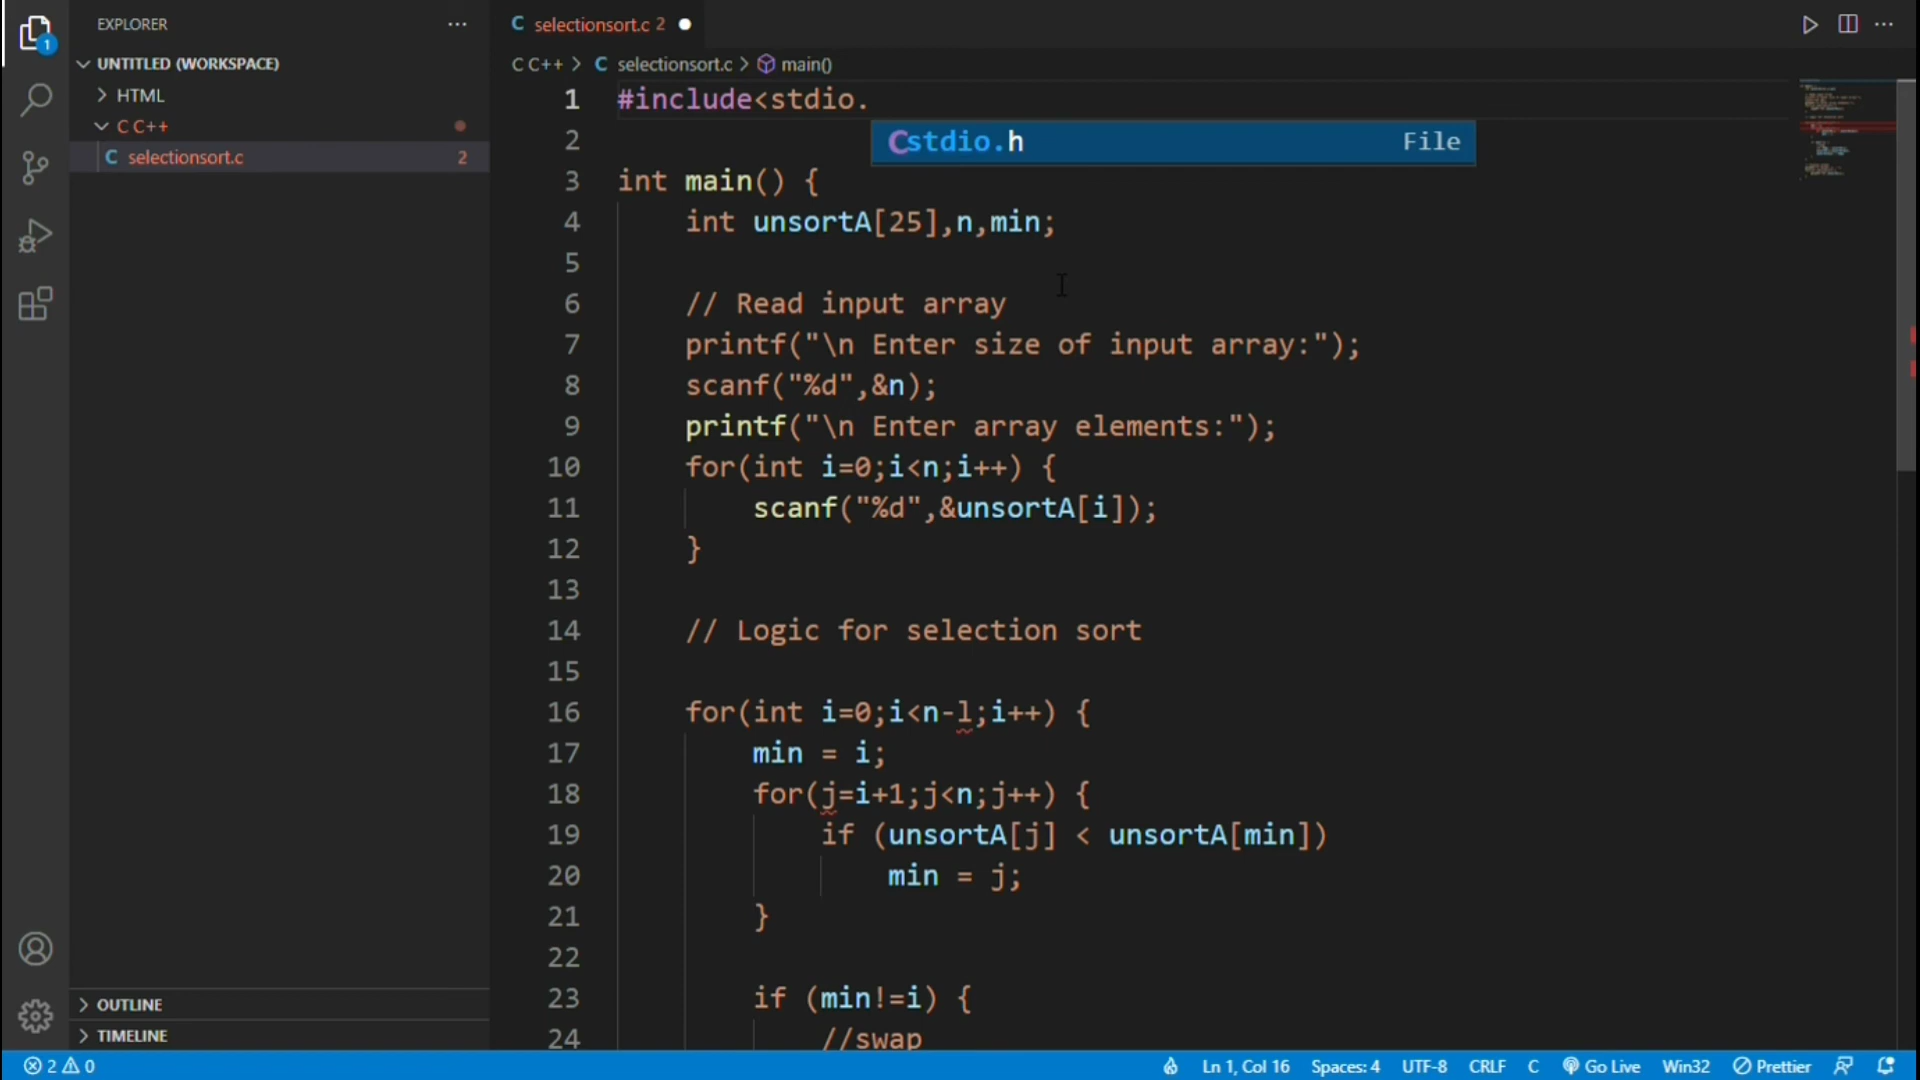 EXPLORER
UNTITLED (WORKSPACE)
HTML
C C++
C selectionsort.c 2
OUTLINE
TIMELINE
1
C selectionsort.c 2
C C++ > C selectionsort.c > main()
1 #include<stdio.
Cstdio.h File
2
3 int main() {
4 int unsortA[25],n,min;
5
6 // Read input array
7 printf("\n Enter size of input array:");
8 scanf("%d",&n);
9 printf("\n Enter array elements:");
10 for(int i=0;i<n;i++) {
11 scanf("%d",&unsortA[i]);
12 }
13
14 // Logic for selection sort
15
16 for(int i=0;i<n-l;i++) {
17 min = i;
18 for(j=i+1;j<n;j++) {
19 if (unsortA[j] < unsortA[min])
20 min = j;
21 }
22
23 if (min!=i) {
24 //swap
2 0 Ln 1, Col 16 Spaces: 4 UTF-8 CRLF C Go Live Win32 Prettier